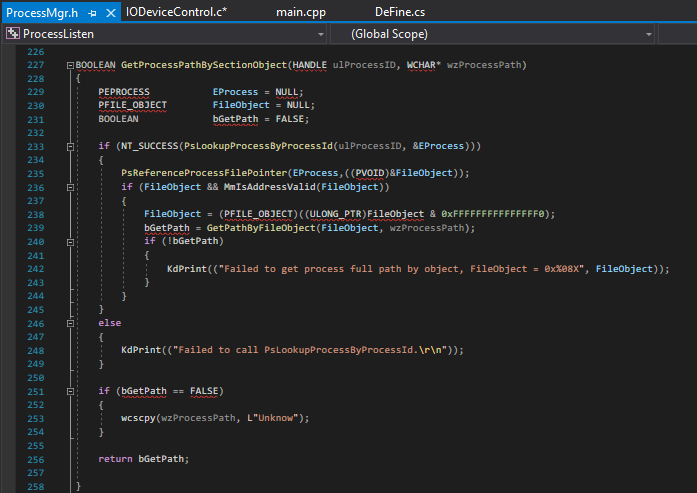 ProcessMgr.h IODeviceControl.c* main.cpp DeFine.cs
ProcessListen (Global Scope)
226
227 BOOLEAN GetProcessPathBySectionObject(HANDLE ulProcessID, WCHAR* wzProcessPath)
228 {
229 PEPROCESS EProcess = NULL;
230 PFILE_OBJECT FileObject = NULL;
231 BOOLEAN bGetPath = FALSE;
232
233 if (NT_SUCCESS(PsLookupProcessByProcessId(ulProcessID, &EProcess)))
234 {
235 PsReferenceProcessFilePointer(EProcess,((PVOID)&FileObject));
236 if (FileObject && MmIsAddressValid(FileObject))
237 {
238 FileObject = (PFILE_OBJECT)((ULONG_PTR)FileObject & 0xFFFFFFFFFFFFFFF0);
239 bGetPath = GetPathByFileObject(FileObject, wzProcessPath);
240 if (!bGetPath)
241 {
242 KdPrint(("Failed to get process full path by object, FileObject = 0x%08X", FileObject));
243 }
244 }
245 }
246 else
247 {
248 KdPrint(("Failed to call PsLookupProcessByProcessId.\r\n"));
249 }
250
251 if (bGetPath == FALSE)
252 {
253 wcscpy(wzProcessPath, L"Unknow");
254 }
255
256 return bGetPath;
257
258 }